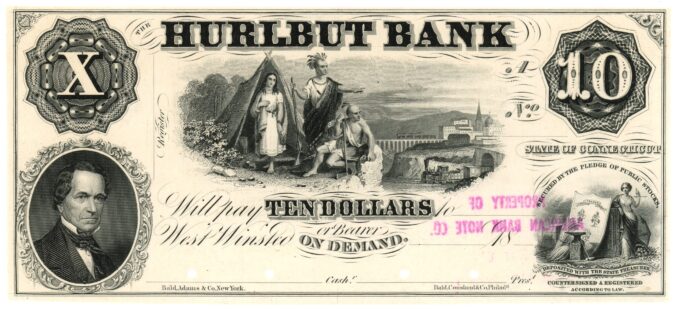 THE
HURLBUT BANK
X
10
A
No.
Register
STATE OF CONNECTICUT
SECURED BY THE PLEDGE OF PUBLIC STOCKS,
Will pay TEN DOLLARS to
or Bearer
West Winsted ON DEMAND. 18
PROPERTY OF
AMERICAN BANK NOTE CO.
DEPOSITED WITH THE STATE TREASURER
COUNTERSIGNED & REGISTERED
ACCORDING TO LAW.
Cash.r
Pres.t
Bald, Adams & Co, New York.
Bald, Cousland & Co, Philad.a